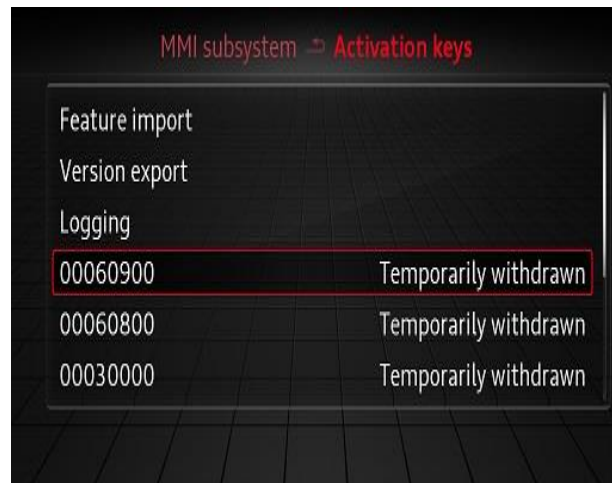 MMI subsystem Activation keys
Feature import
Version export
Logging
00060900 Temporarily withdrawn
00060800 Temporarily withdrawn
00030000 Temporarily withdrawn